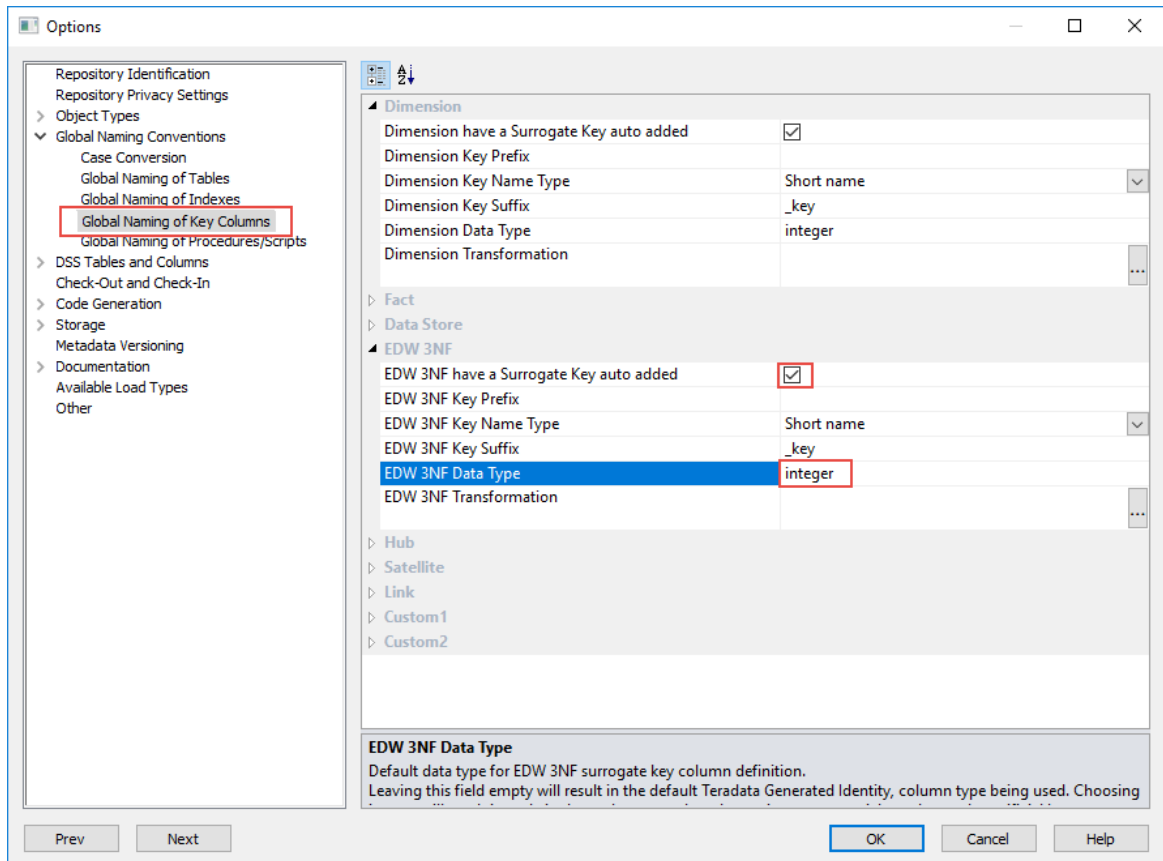 Options
Repository Identification
Repository Privacy Settings
Object Types
Global Naming Conventions
Case Conversion
Global Naming of Tables
Global Naming of Indexes
Global Naming of Key Columns
Global Naming of Procedures/Scripts
DSS Tables and Columns
Check-Out and Check-In
Code Generation
Storage
Metadata Versioning
Documentation
Available Load Types
Other
Dimension
Dimension have a Surrogate Key auto added
Dimension Key Prefix
Dimension Key Name Type Short name
Dimension Key Suffix _key
Dimension Data Type integer
Dimension Transformation ...
Fact
Data Store
EDW 3NF
EDW 3NF have a Surrogate Key auto added
EDW 3NF Key Prefix
EDW 3NF Key Name Type Short name
EDW 3NF Key Suffix _key
EDW 3NF Data Type integer
EDW 3NF Transformation ...
Hub
Satellite
Link
Custom1
Custom2
EDW 3NF Data Type
Default data type for EDW 3NF surrogate key column definition.
Leaving this field empty will result in the default Teradata Generated Identity, column type being used. Choosing
Prev Next OK Cancel Help